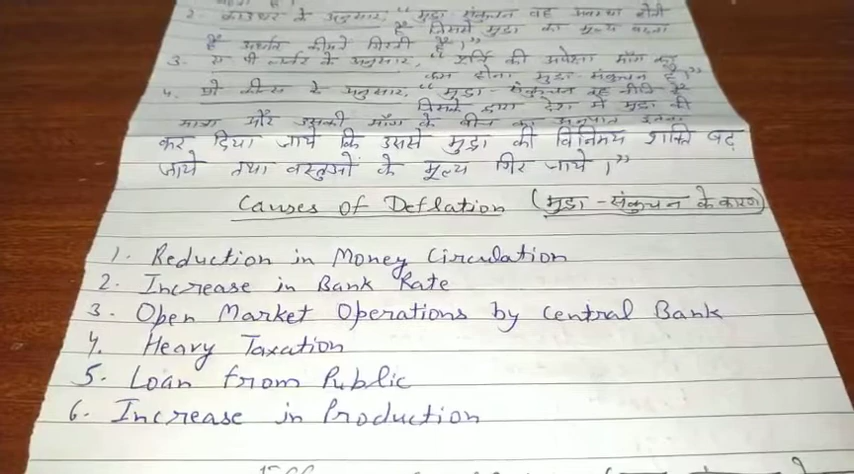 2. क्राउथर के अनुसार, "मुद्रा संकुचन वह अवस्था होती
है जिसमें मुद्रा का मूल्य बढ़ता
है अर्थात कीमतें गिरती हैं।"
3. के अनुसार, "पूर्ति की अपेक्षा माँग का
कम होना मुद्रा-संकुचन है।"
4. प्रो के अनुसार, "मुद्रा-संकुचन वह नीति है
जिसके द्वारा देश में मुद्रा की
मात्रा और उसकी माँग के बीच का अनुपात इतना
कर दिया जाये कि उससे मुद्रा की विनिमय शक्ति बढ़
जाये तथा वस्तुओं के मूल्य गिर जाये।"
Causes of Deflation (मुद्रा-संकुचन के कारण)
1. Reduction in Money Circulation
2. Increase in Bank Rate
3. Open Market Operations by Central Bank
4. Heavy Taxation
5. Loan from Public
6. Increase in Production